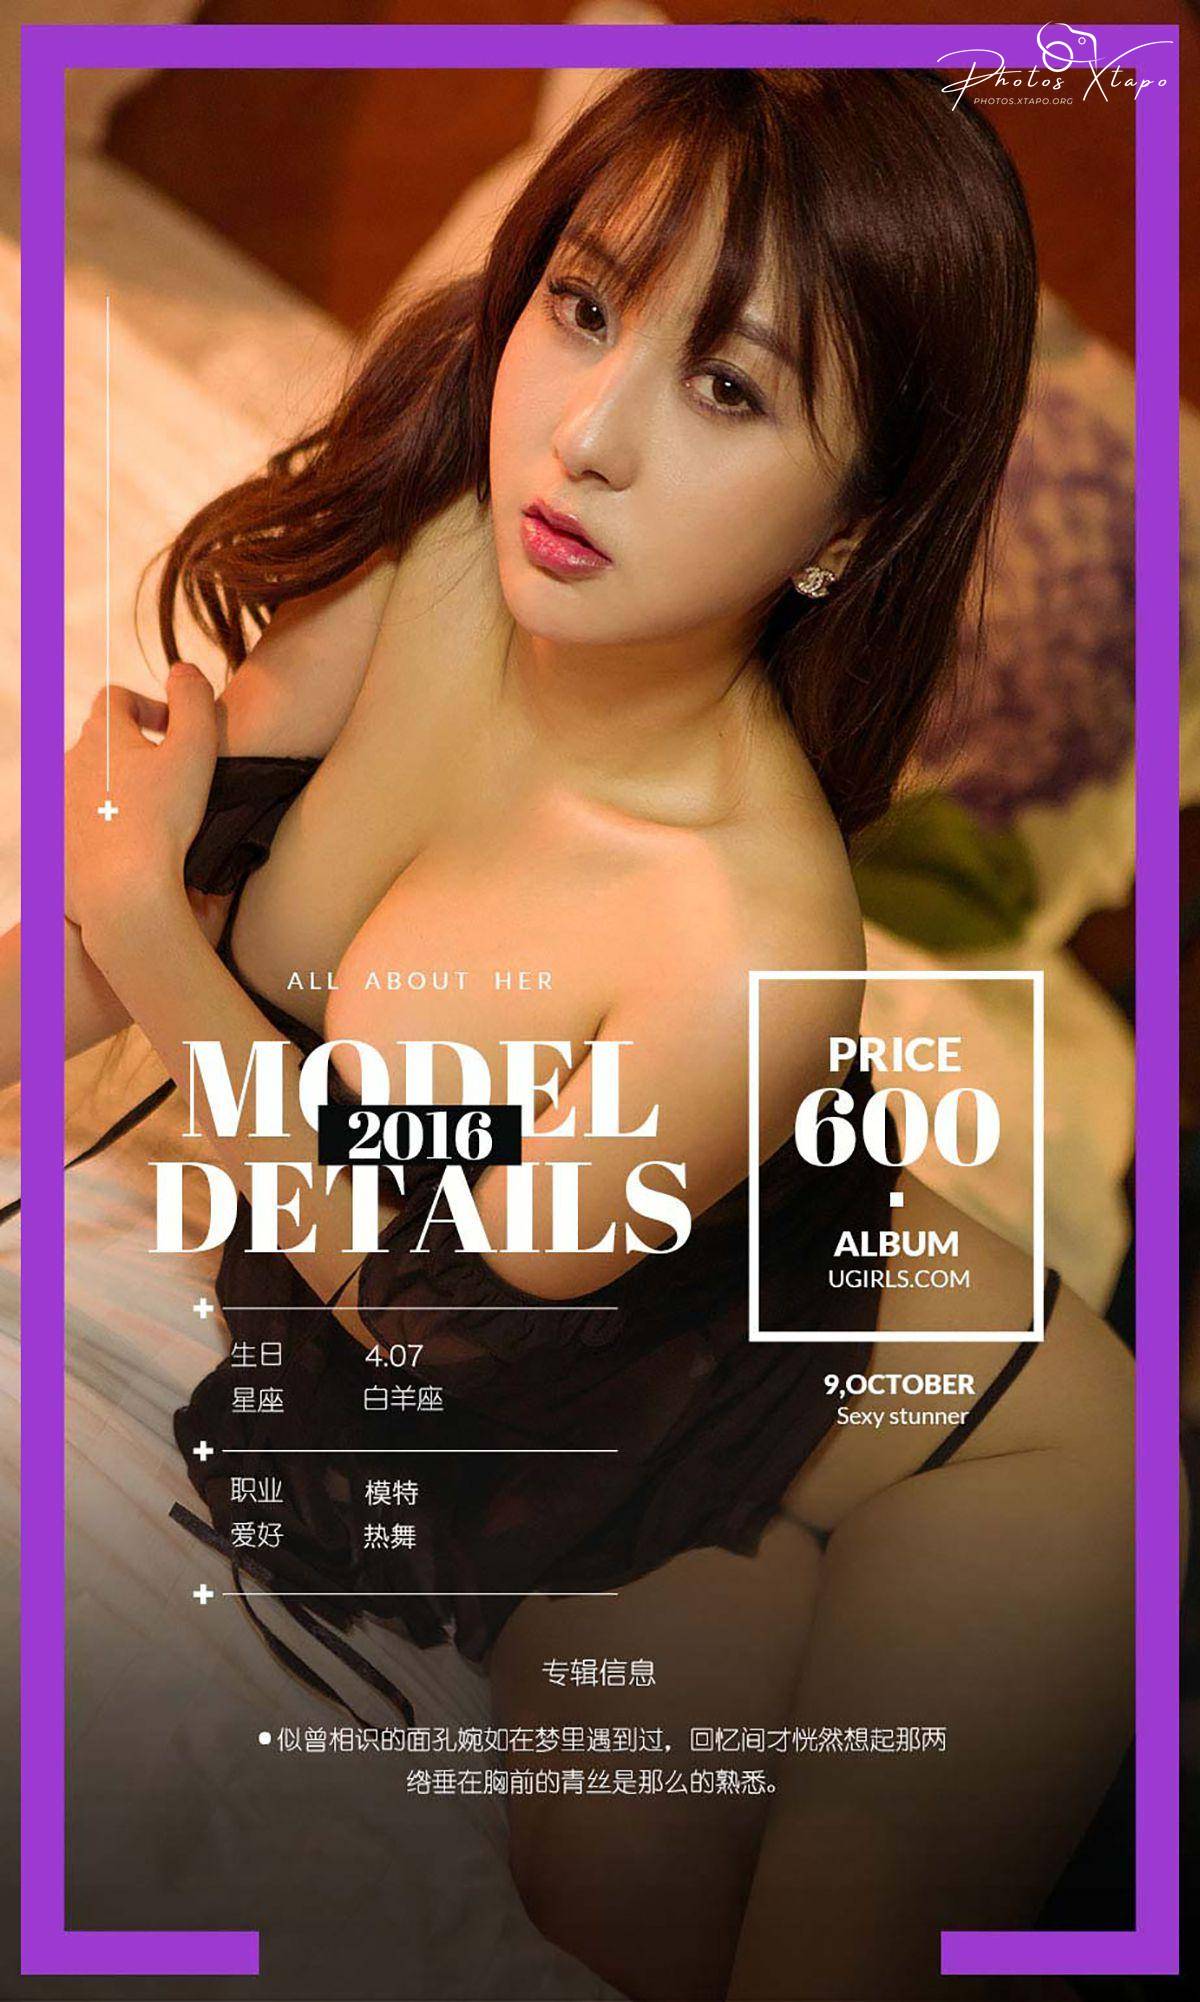 Photos Xtapo
PHOTOS.XTAPO.ORG
ALL ABOUT HER
MODEL
2016
DETAILS
PRICE
600
ALBUM
UGIRLS.COM
9,OCTOBER
Sexy stunner
生日 4.07
星座 白羊座
职业 模特
爱好 热舞
专辑信息
●似曾相识的面孔婉如在梦里遇到过，回忆间才恍然想起那两
绺垂在胸前的青丝是那么的熟悉。